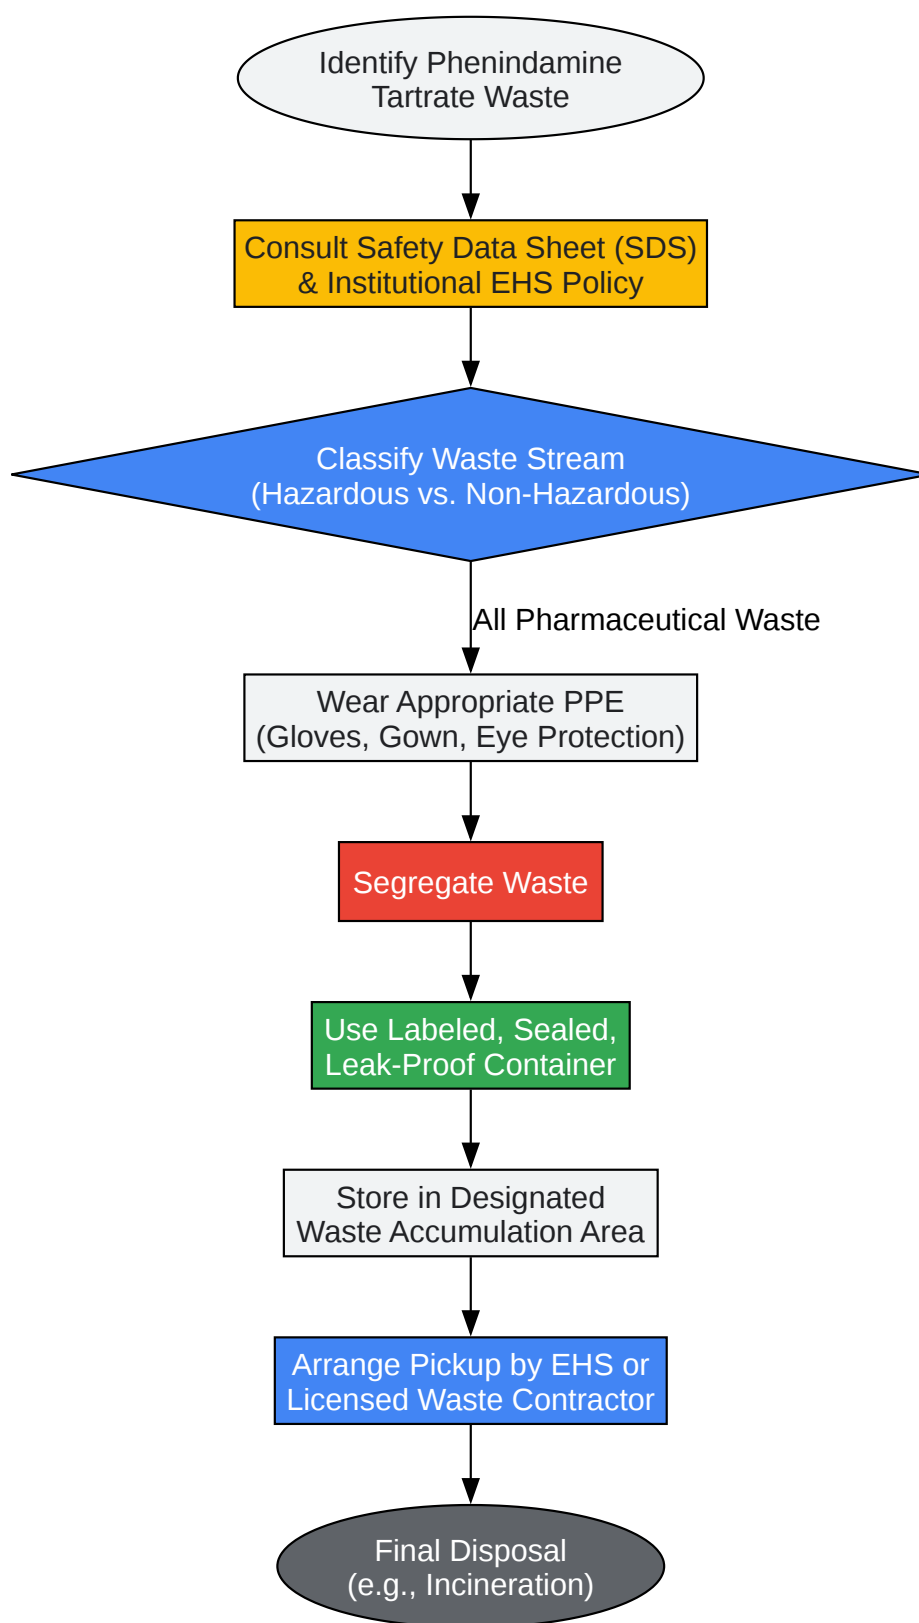 Identify Phenindamine
Tartrate Waste
Consult Safety Data Sheet (SDS)
& Institutional EHS Policy
Classify Waste Stream
(Hazardous vs. Non-Hazardous)
All Pharmaceutical Waste
Wear Appropriate PPE
(Gloves, Gown, Eye Protection)
Segregate Waste
Use Labeled, Sealed,
Leak-Proof Container
Store in Designated
Waste Accumulation Area
Arrange Pickup by EHS or
Licensed Waste Contractor
Final Disposal
(e.g., Incineration)